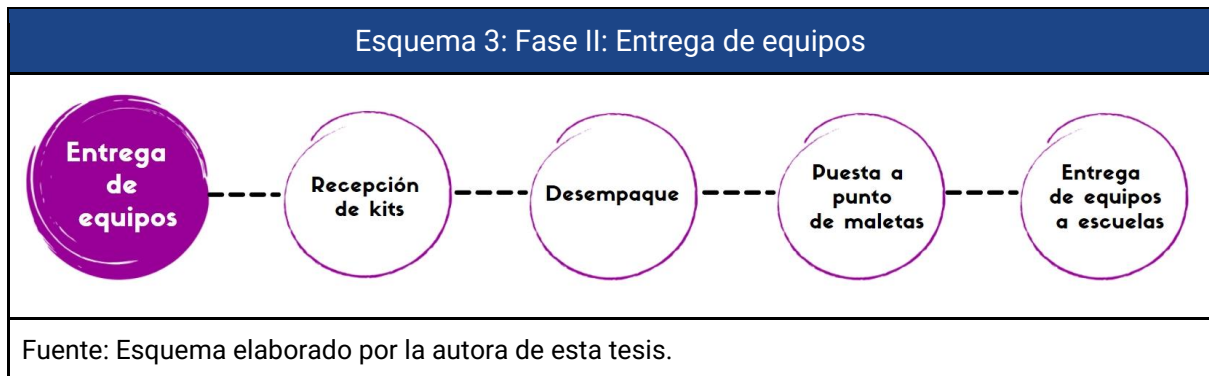 Esquema 3: Fase II: Entrega de equipos
Entrega
de
equipos
Recepción
de kits
Desempaque
Puesta a
punto
de maletas
Entrega
de equipos
a escuelas
Fuente: Esquema elaborado por la autora de esta tesis.